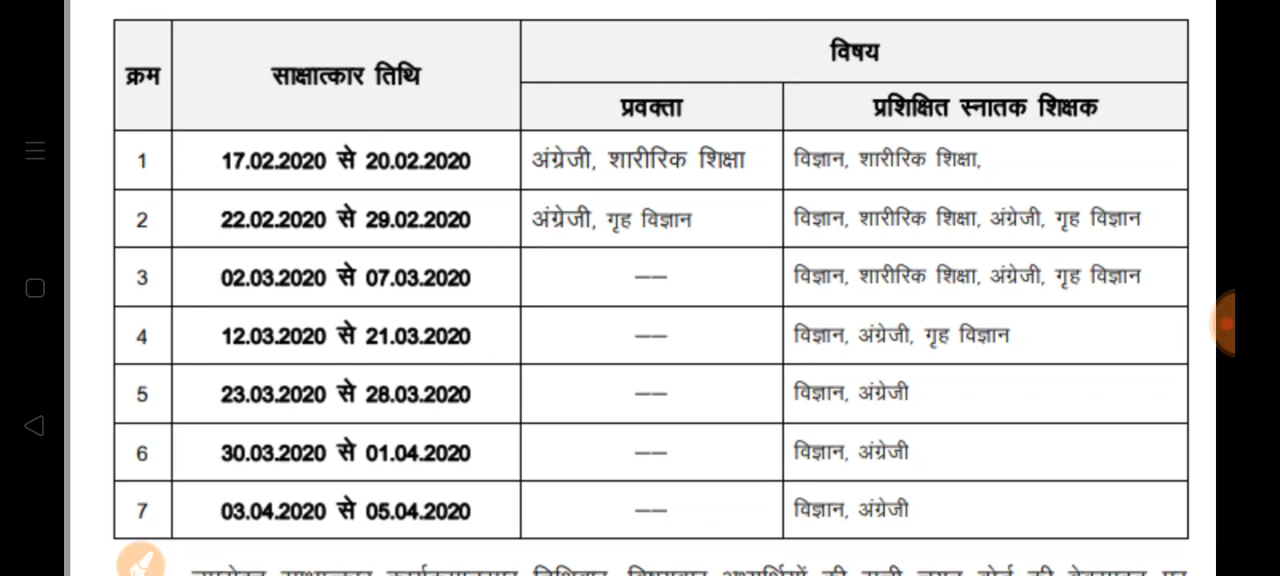 क्रम साक्षात्कार तिथि विषय
प्रवक्ता प्रशिक्षित स्नातक शिक्षक
1 17.02.2020 से 20.02.2020 अंग्रेजी, शारीरिक शिक्षा विज्ञान, शारीरिक शिक्षा,
2 22.02.2020 से 29.02.2020 अंग्रेजी, गृह विज्ञान विज्ञान, शारीरिक शिक्षा, अंग्रेजी, गृह विज्ञान
3 02.03.2020 से 07.03.2020 —— विज्ञान, शारीरिक शिक्षा, अंग्रेजी, गृह विज्ञान
4 12.03.2020 से 21.03.2020 —— विज्ञान, अंग्रेजी, गृह विज्ञान
5 23.03.2020 से 28.03.2020 —— विज्ञान, अंग्रेजी
6 30.03.2020 से 01.04.2020 —— विज्ञान, अंग्रेजी
7 03.04.2020 से 05.04.2020 —— विज्ञान, अंग्रेजी